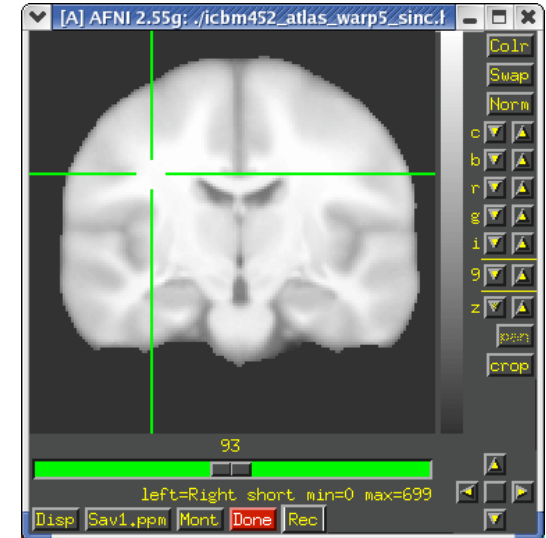 [A] AFNI 2.55g: ./icbm452_atlas_warp5_sinc.
Colr
Swap
Norm
c
b
r
g
i
9
z
pan
crop
93
left=Right short min=0 max=699
Disp Sav1.ppm Mont Done Rec